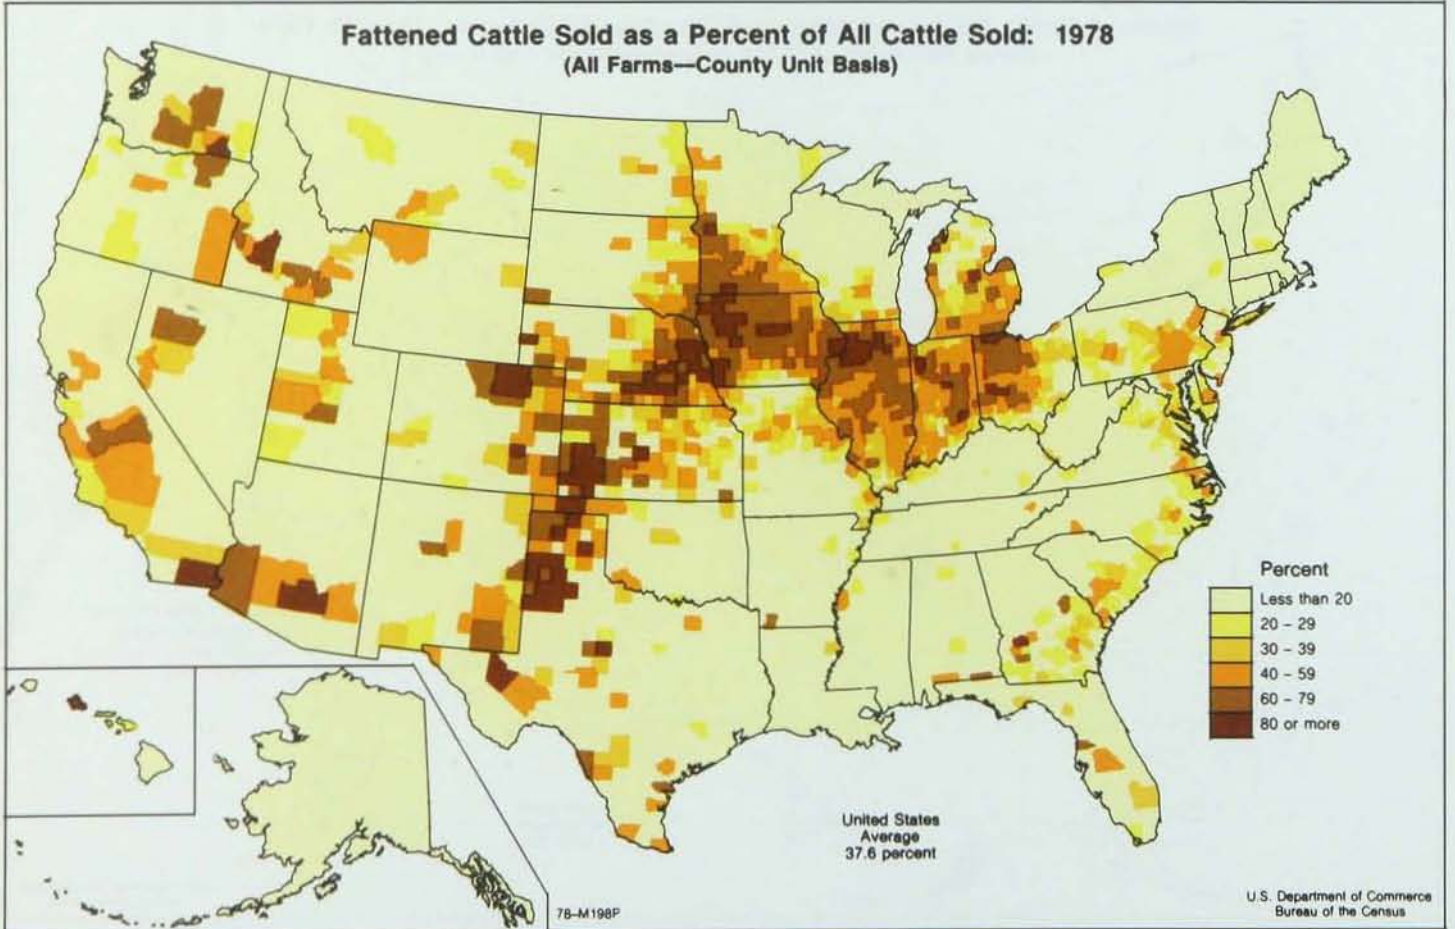 Fattened Cattle Sold as a Percent of All Cattle Sold: 1978
(All Farms—County Unit Basis)
Percent
Less than 20
20 – 29
30 – 39
40 – 59
60 – 79
80 or more
United States
Average
37.6 percent
78–M198P
U.S. Department of Commerce
Bureau of the Census